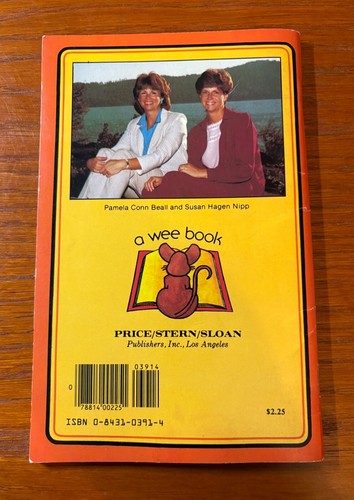 Pamela Conn Beall and Susan Hagen Nipp
a wee book
PRICE/STERN/SLOAN
Publishers, Inc., Los Angeles
03914
0
78814 00225
ISBN 0-8431-0391-4
$2.25